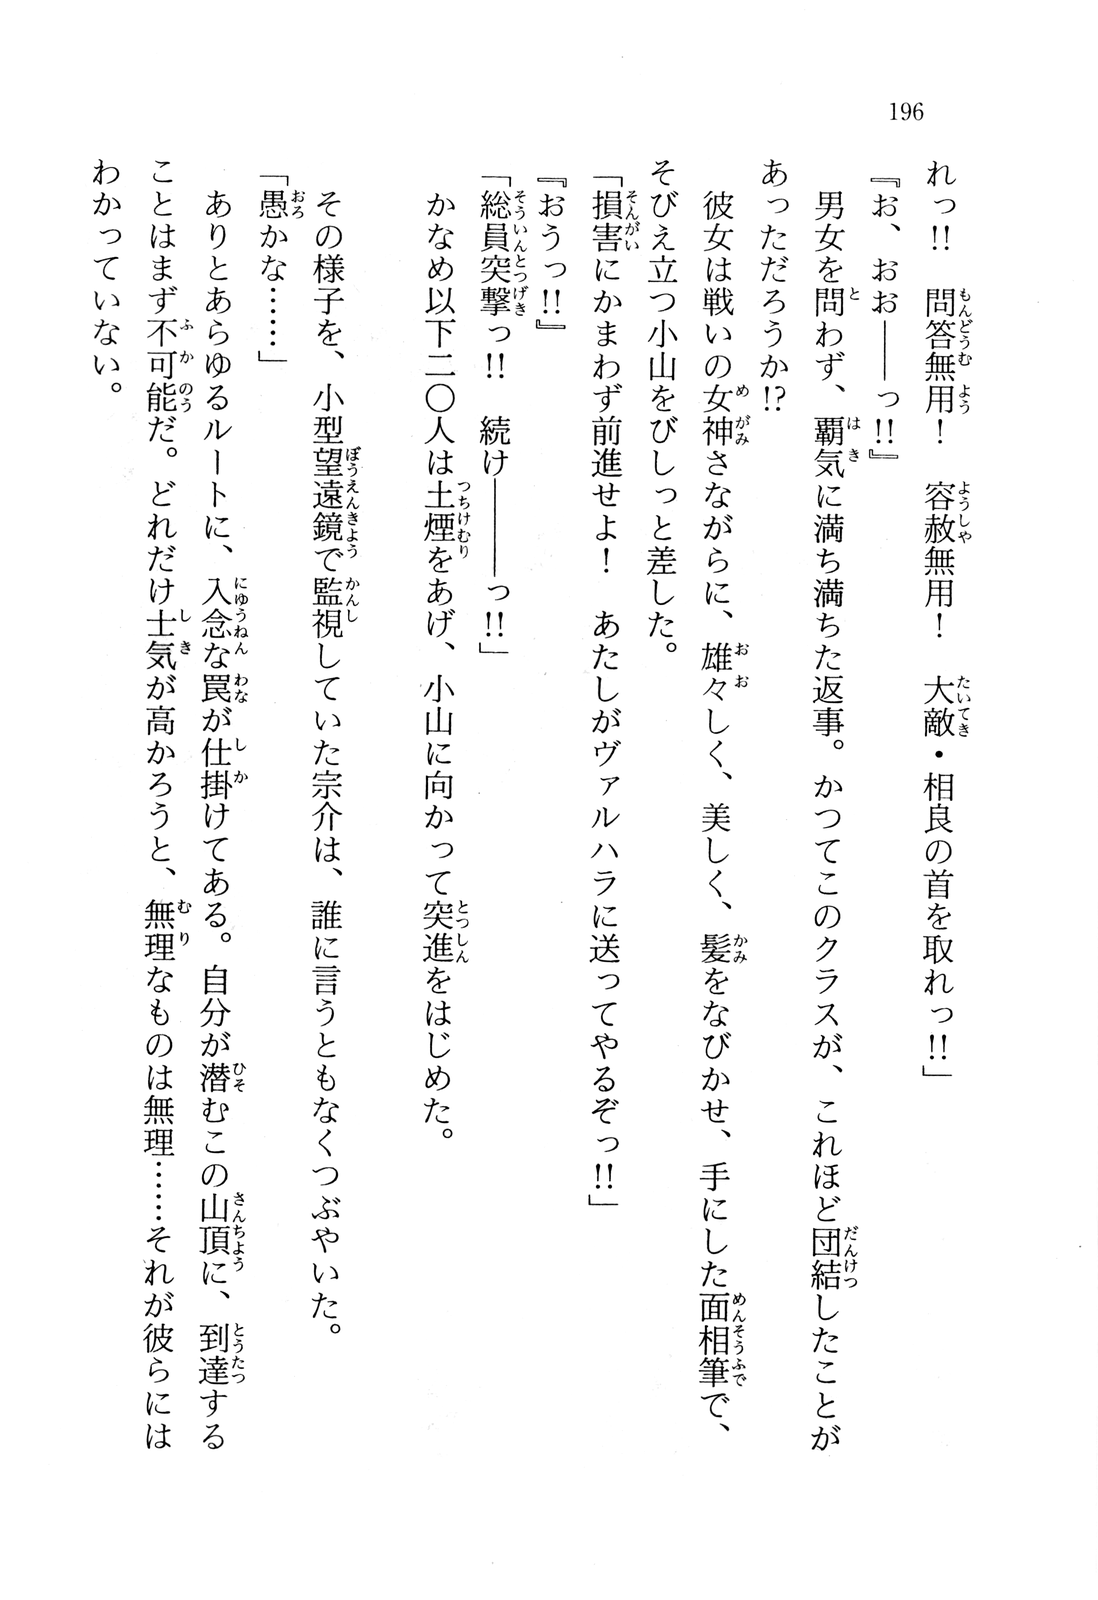 196
れっ!!　問答無用！　容赦無用！　大敵・相良の首を取れっ!!」
『お、おお――っ!!』
　男女を問わず、覇気に満ち満ちた返事。かつてこのクラスが、これほど団結したことが
あっただろうか!?
　彼女は戦いの女神さながらに、雄々しく、美しく、髪をなびかせ、手にした面相筆で、
そびえ立つ小山をびしっと差した。
「損害にかまわず前進せよ！　あたしがヴァルハラに送ってやるぞっ!!」
『おうっ!!』
「総員突撃っ!!　続け―――っ!!」
　かなめ以下二〇人は土煙をあげ、小山に向かって突進をはじめた。
　その様子を、小型望遠鏡で監視していた宗介は、誰に言うともなくつぶやいた。
「愚かな……」
　ありとあらゆるルートに、入念な罠が仕掛けてある。自分が潜むこの山頂に、到達する
ことはまず不可能だ。どれだけ士気が高かろうと、無理なものは無理……それが彼らには
わかっていない。